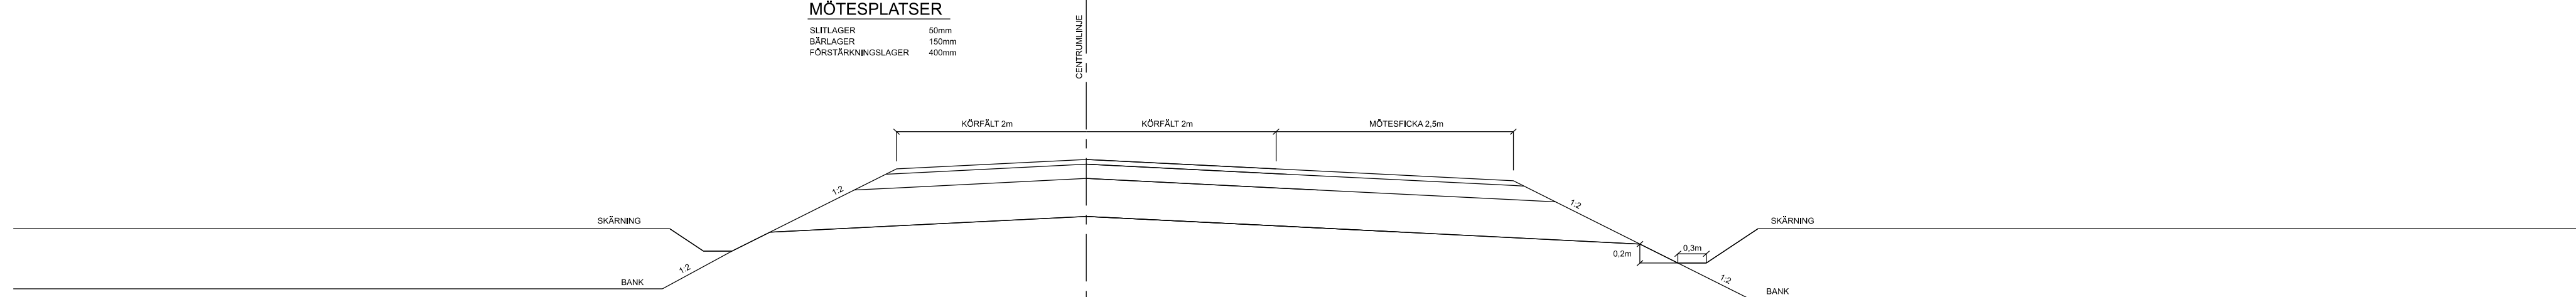 MÖTESPLATSER
SLITLAGER 50mm
BÄRLAGER 150mm
FÖRSTÄRKNINGSLAGER 400mm
CENTRUMLINJE
KÖRFÄLT 2m
KÖRFÄLT 2m
MÖTESFICKA 2,5m
1:2
1:2
SKÄRNING
SKÄRNING
0,3m
0,2m
1:2
1:2
BANK
BANK